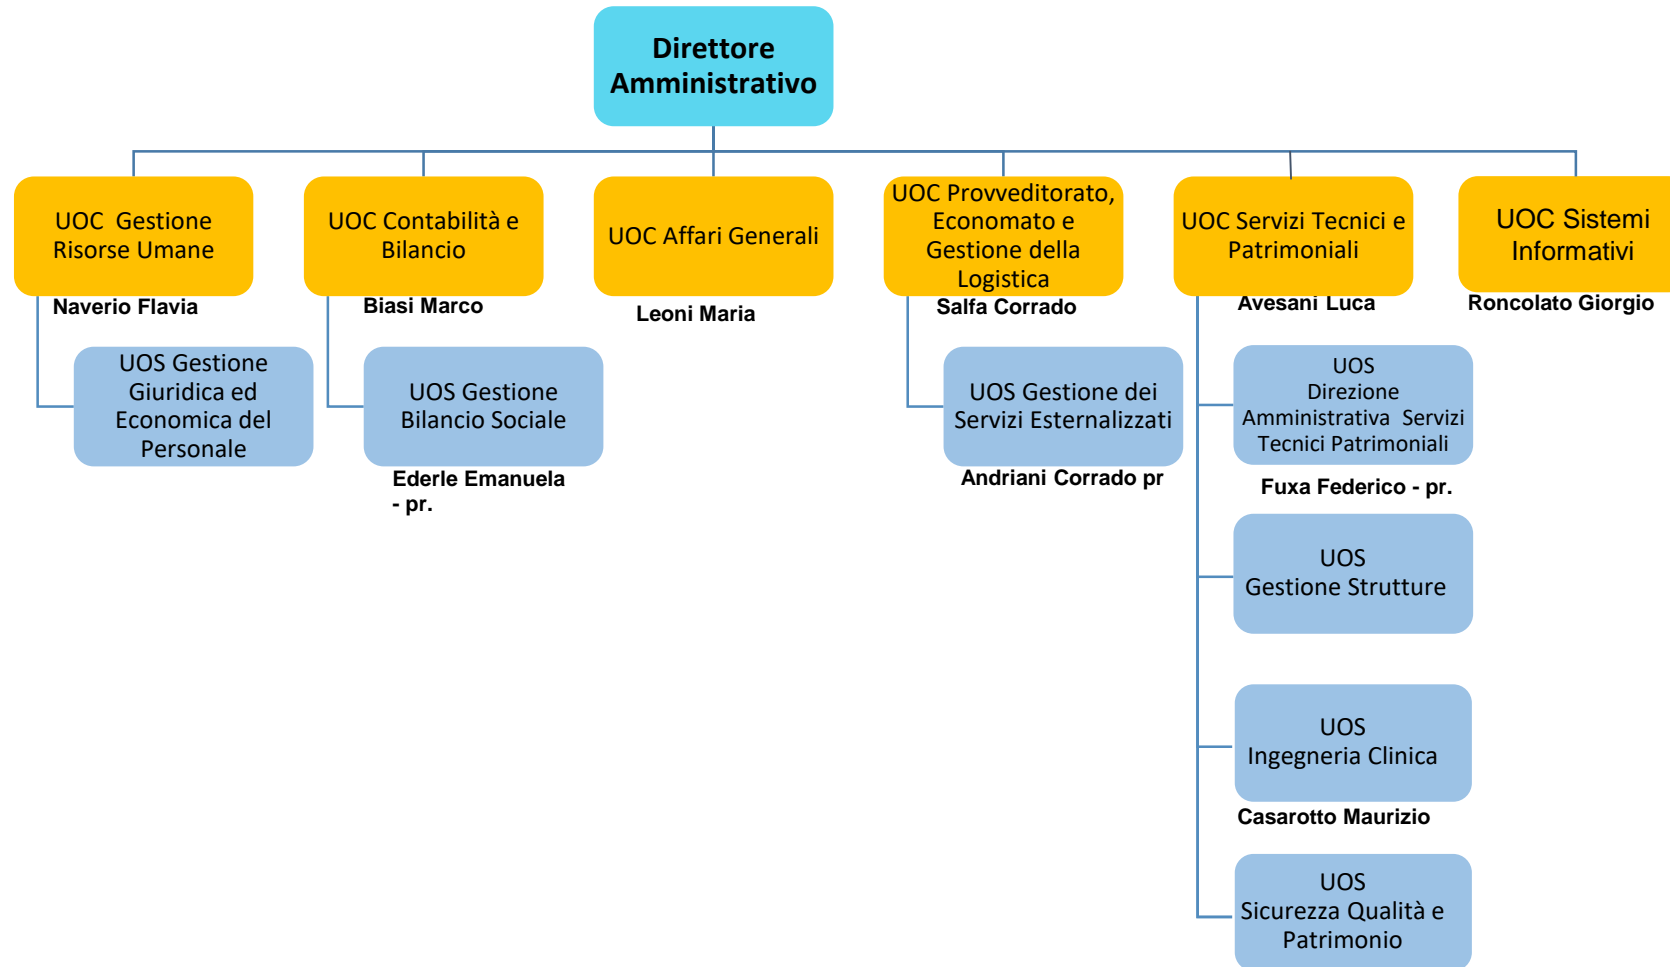 Direttore
Amministrativo
UOC Gestione
Risorse Umane
UOC Contabilità e
Bilancio
UOC Affari Generali
UOC Provveditorato,
Economato e
Gestione della
Logistica
UOC Servizi Tecnici e
Patrimoniali
UOC Sistemi
Informativi
Naverio Flavia
Biasi Marco
Leoni Maria
Salfa Corrado
Avesani Luca
Roncolato Giorgio
UOS Gestione
Giuridica ed
Economica del
Personale
UOS Gestione
Bilancio Sociale
UOS Gestione dei
Servizi Esternalizzati
UOS
Direzione
Amministrativa Servizi
Tecnici Patrimoniali
Ederle Emanuela
- pr.
Andriani Corrado pr
Fuxa Federico - pr.
UOS
Gestione Strutture
UOS
Ingegneria Clinica
Casarotto Maurizio
UOS
Sicurezza Qualità e
Patrimonio